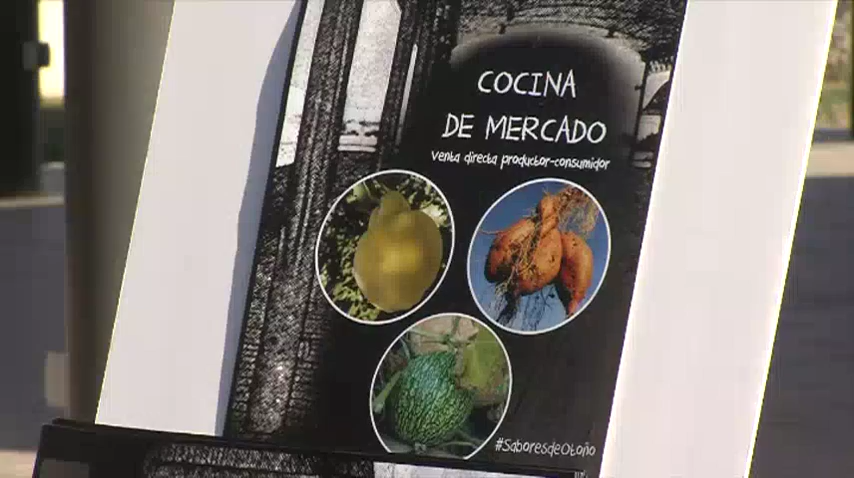 COCINA
DE MERCADO
Venta directa productor-consumidor
#SaboresdeOtoño